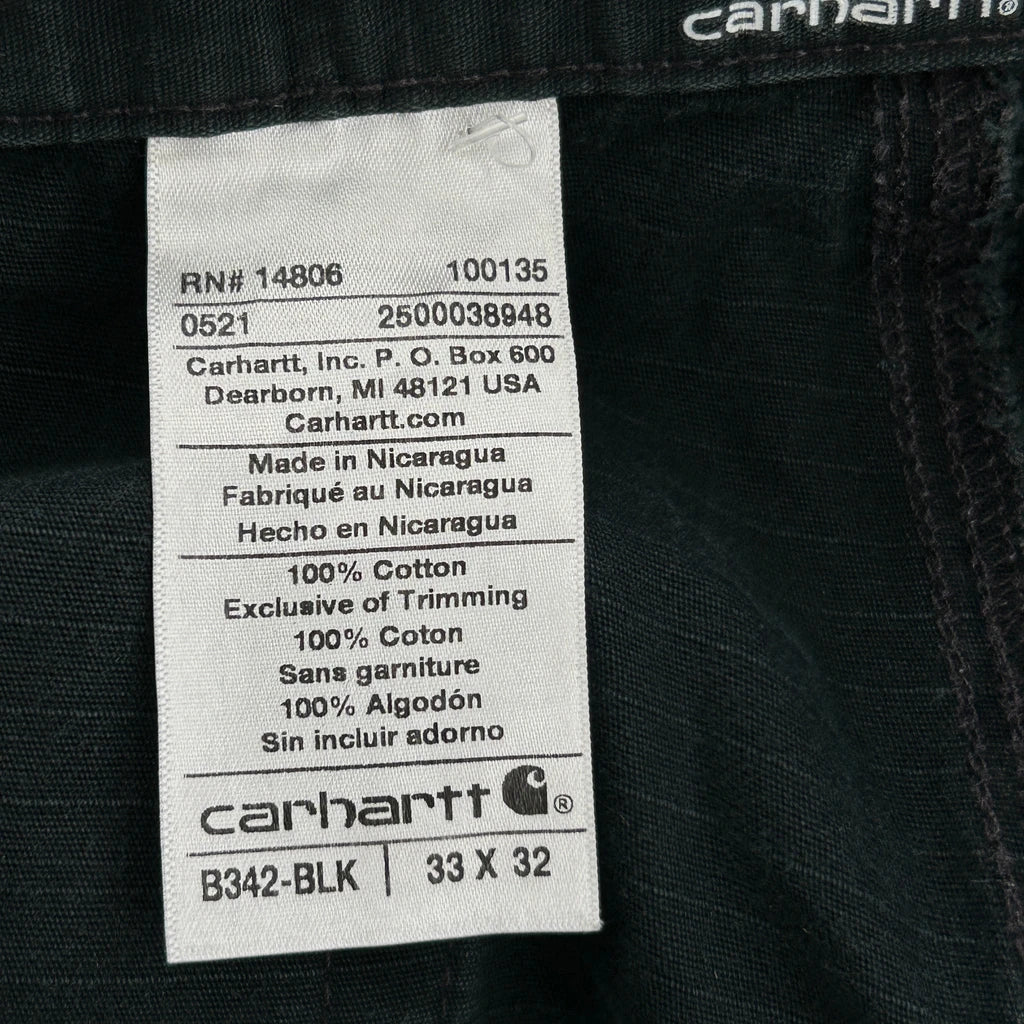 carhartt®
RN# 14806 100135
0521 2500038948
Carhartt, Inc. P. O. Box 600
Dearborn, MI 48121 USA
Carhartt.com
Made in Nicaragua
Fabriqué au Nicaragua
Hecho en Nicaragua
100% Cotton
Exclusive of Trimming
100% Coton
Sans garniture
100% Algodón
Sin incluir adorno
carhartt ®
B342-BLK | 33 X 32